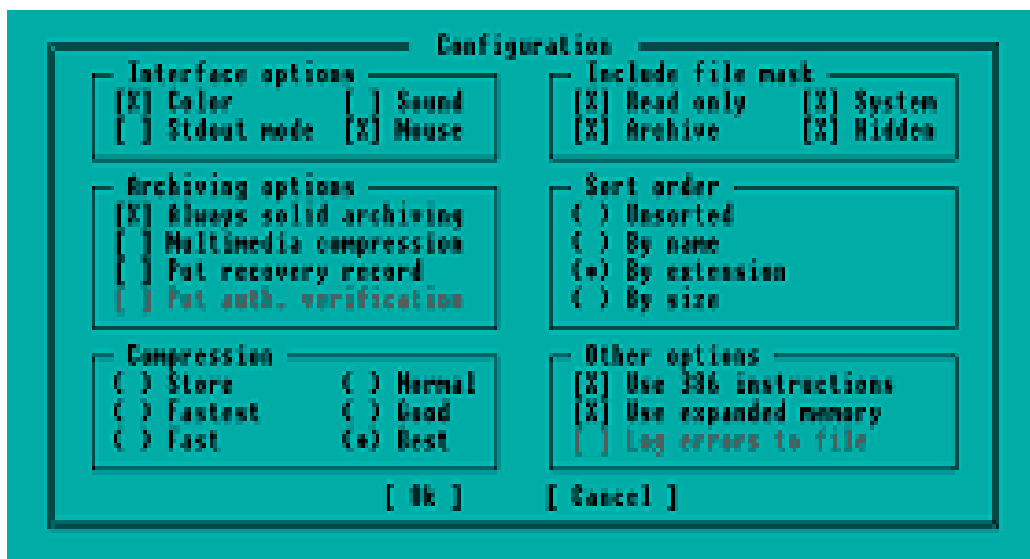 Configuration
Interface options
[X] Color [ ] Sound
[ ] Stdout mode [X] Mouse
Include file mask
[X] Read only [X] System
[X] Archive [X] Hidden
Archiving options
[X] Always solid archiving
[ ] Multimedia compression
[ ] Put recovery record
[ ] Put auth. verification
Sort order
( ) Unsorted
( ) By name
(•) By extension
( ) By size
Compression
( ) Store ( ) Normal
( ) Fastest ( ) Good
( ) Fast (•) Best
Other options
[X] Use 386 instructions
[X] Use expanded memory
[ ] Log errors to file
[ Ok ] [ Cancel ]